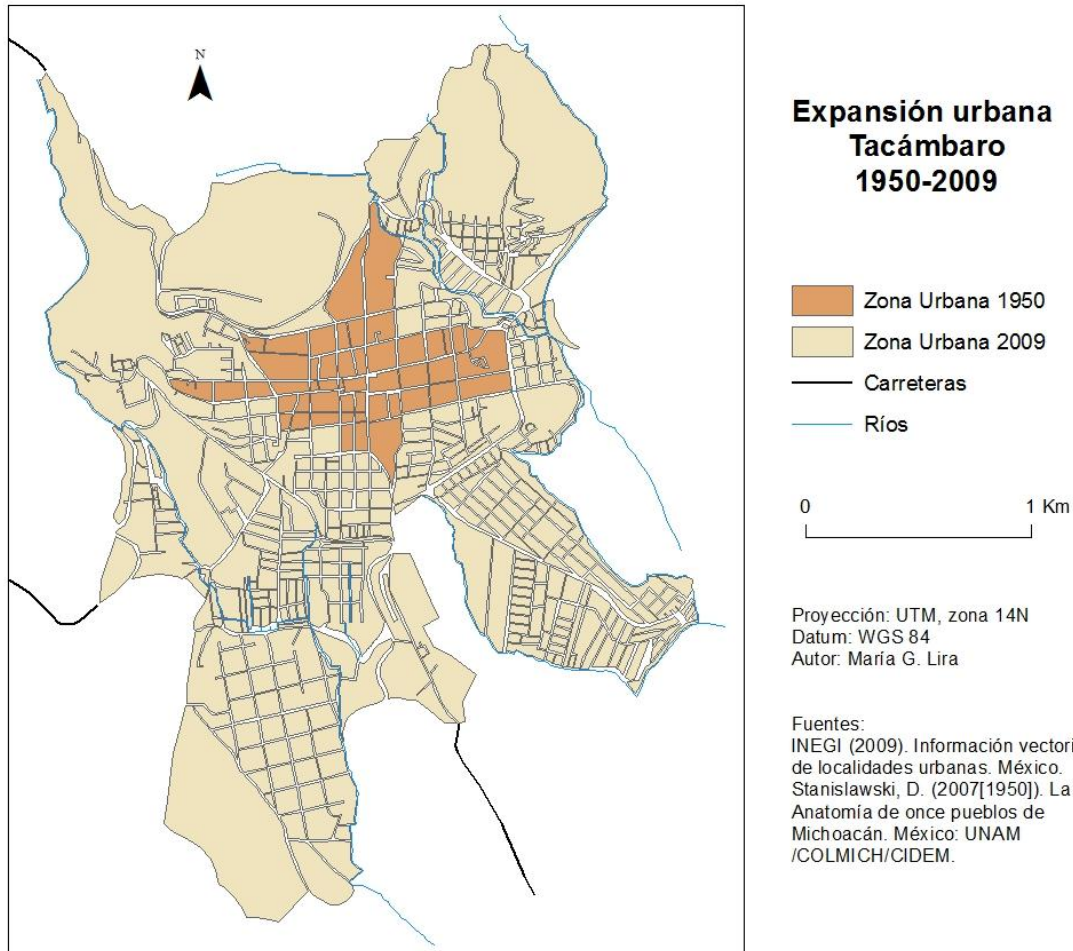 N
Expansión urbana
Tacámbaro
1950-2009
Zona Urbana 1950
Zona Urbana 2009
Carreteras
Ríos
0 1 Km
Proyección: UTM, zona 14N
Datum: WGS 84
Autor: María G. Lira
Fuentes:
INEGI (2009). Información vectori
de localidades urbanas. México.
Stanislawski, D. (2007[1950]). La
Anatomía de once pueblos de
Michoacán. México: UNAM
/COLMICH/CIDEM.